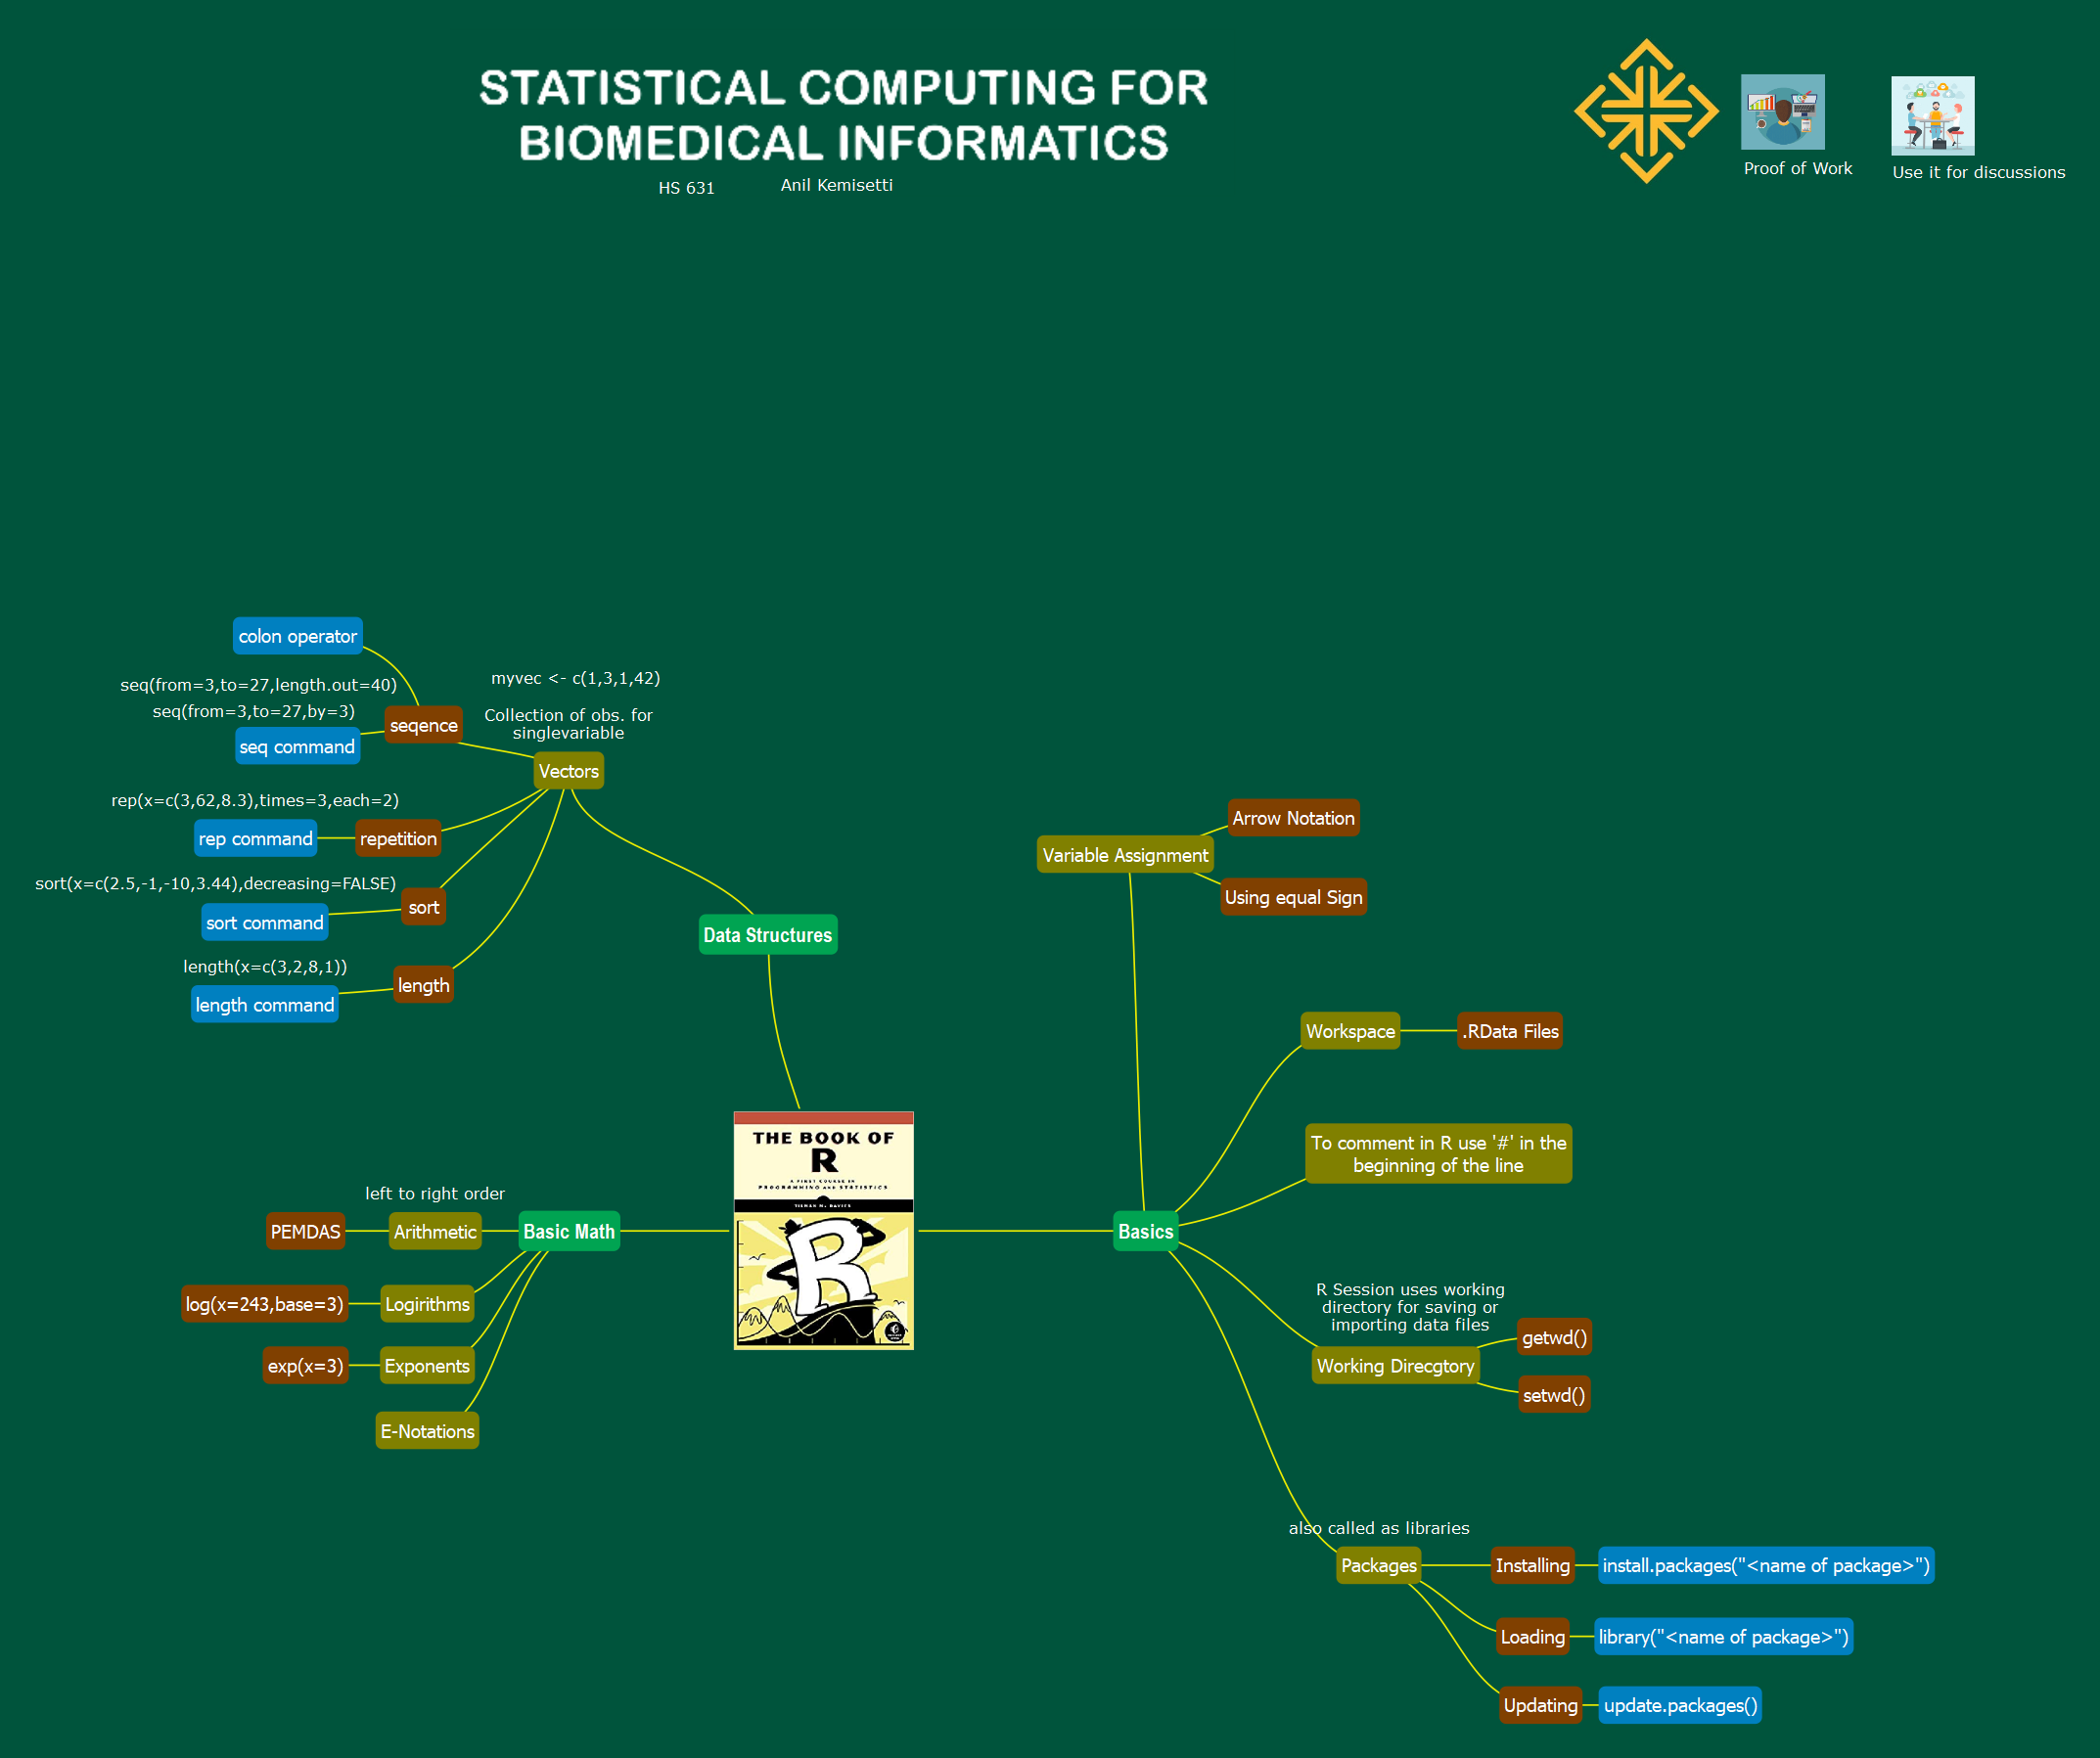 STATISTICAL COMPUTING FOR
BIOMEDICAL INFORMATICS
HS 631
Anil Kemisetti
Proof of Work
Use it for discussions
colon operator
seq(from=3,to=27,length.out=40)
seq(from=3,to=27,by=3)
seq command
seqence
myvec <- c(1,3,1,42)
Collection of obs. for
singlevariable
Vectors
rep(x=c(3,62,8.3),times=3,each=2)
rep command
repetition
sort(x=c(2.5,-1,-10,3.44),decreasing=FALSE)
sort command
sort
length(x=c(3,2,8,1))
length command
length
Data Structures
Arrow Notation
Variable Assignment
Using equal Sign
Workspace
.RData Files
To comment in R use '#' in the
beginning of the line
THE BOOK OF
R
A FIRST COURSE IN
PROGRAMMING AND STATISTICS
TILMAN M. DAVIES
R
left to right order
PEMDAS
Arithmetic
Basic Math
log(x=243,base=3)
Logirithms
exp(x=3)
Exponents
E-Notations
Basics
R Session uses working
directory for saving or
importing data files
Working Direcgtory
getwd()
setwd()
also called as libraries
Packages
Installing
install.packages("<name of package>")
Loading
library("<name of package>")
Updating
update.packages()